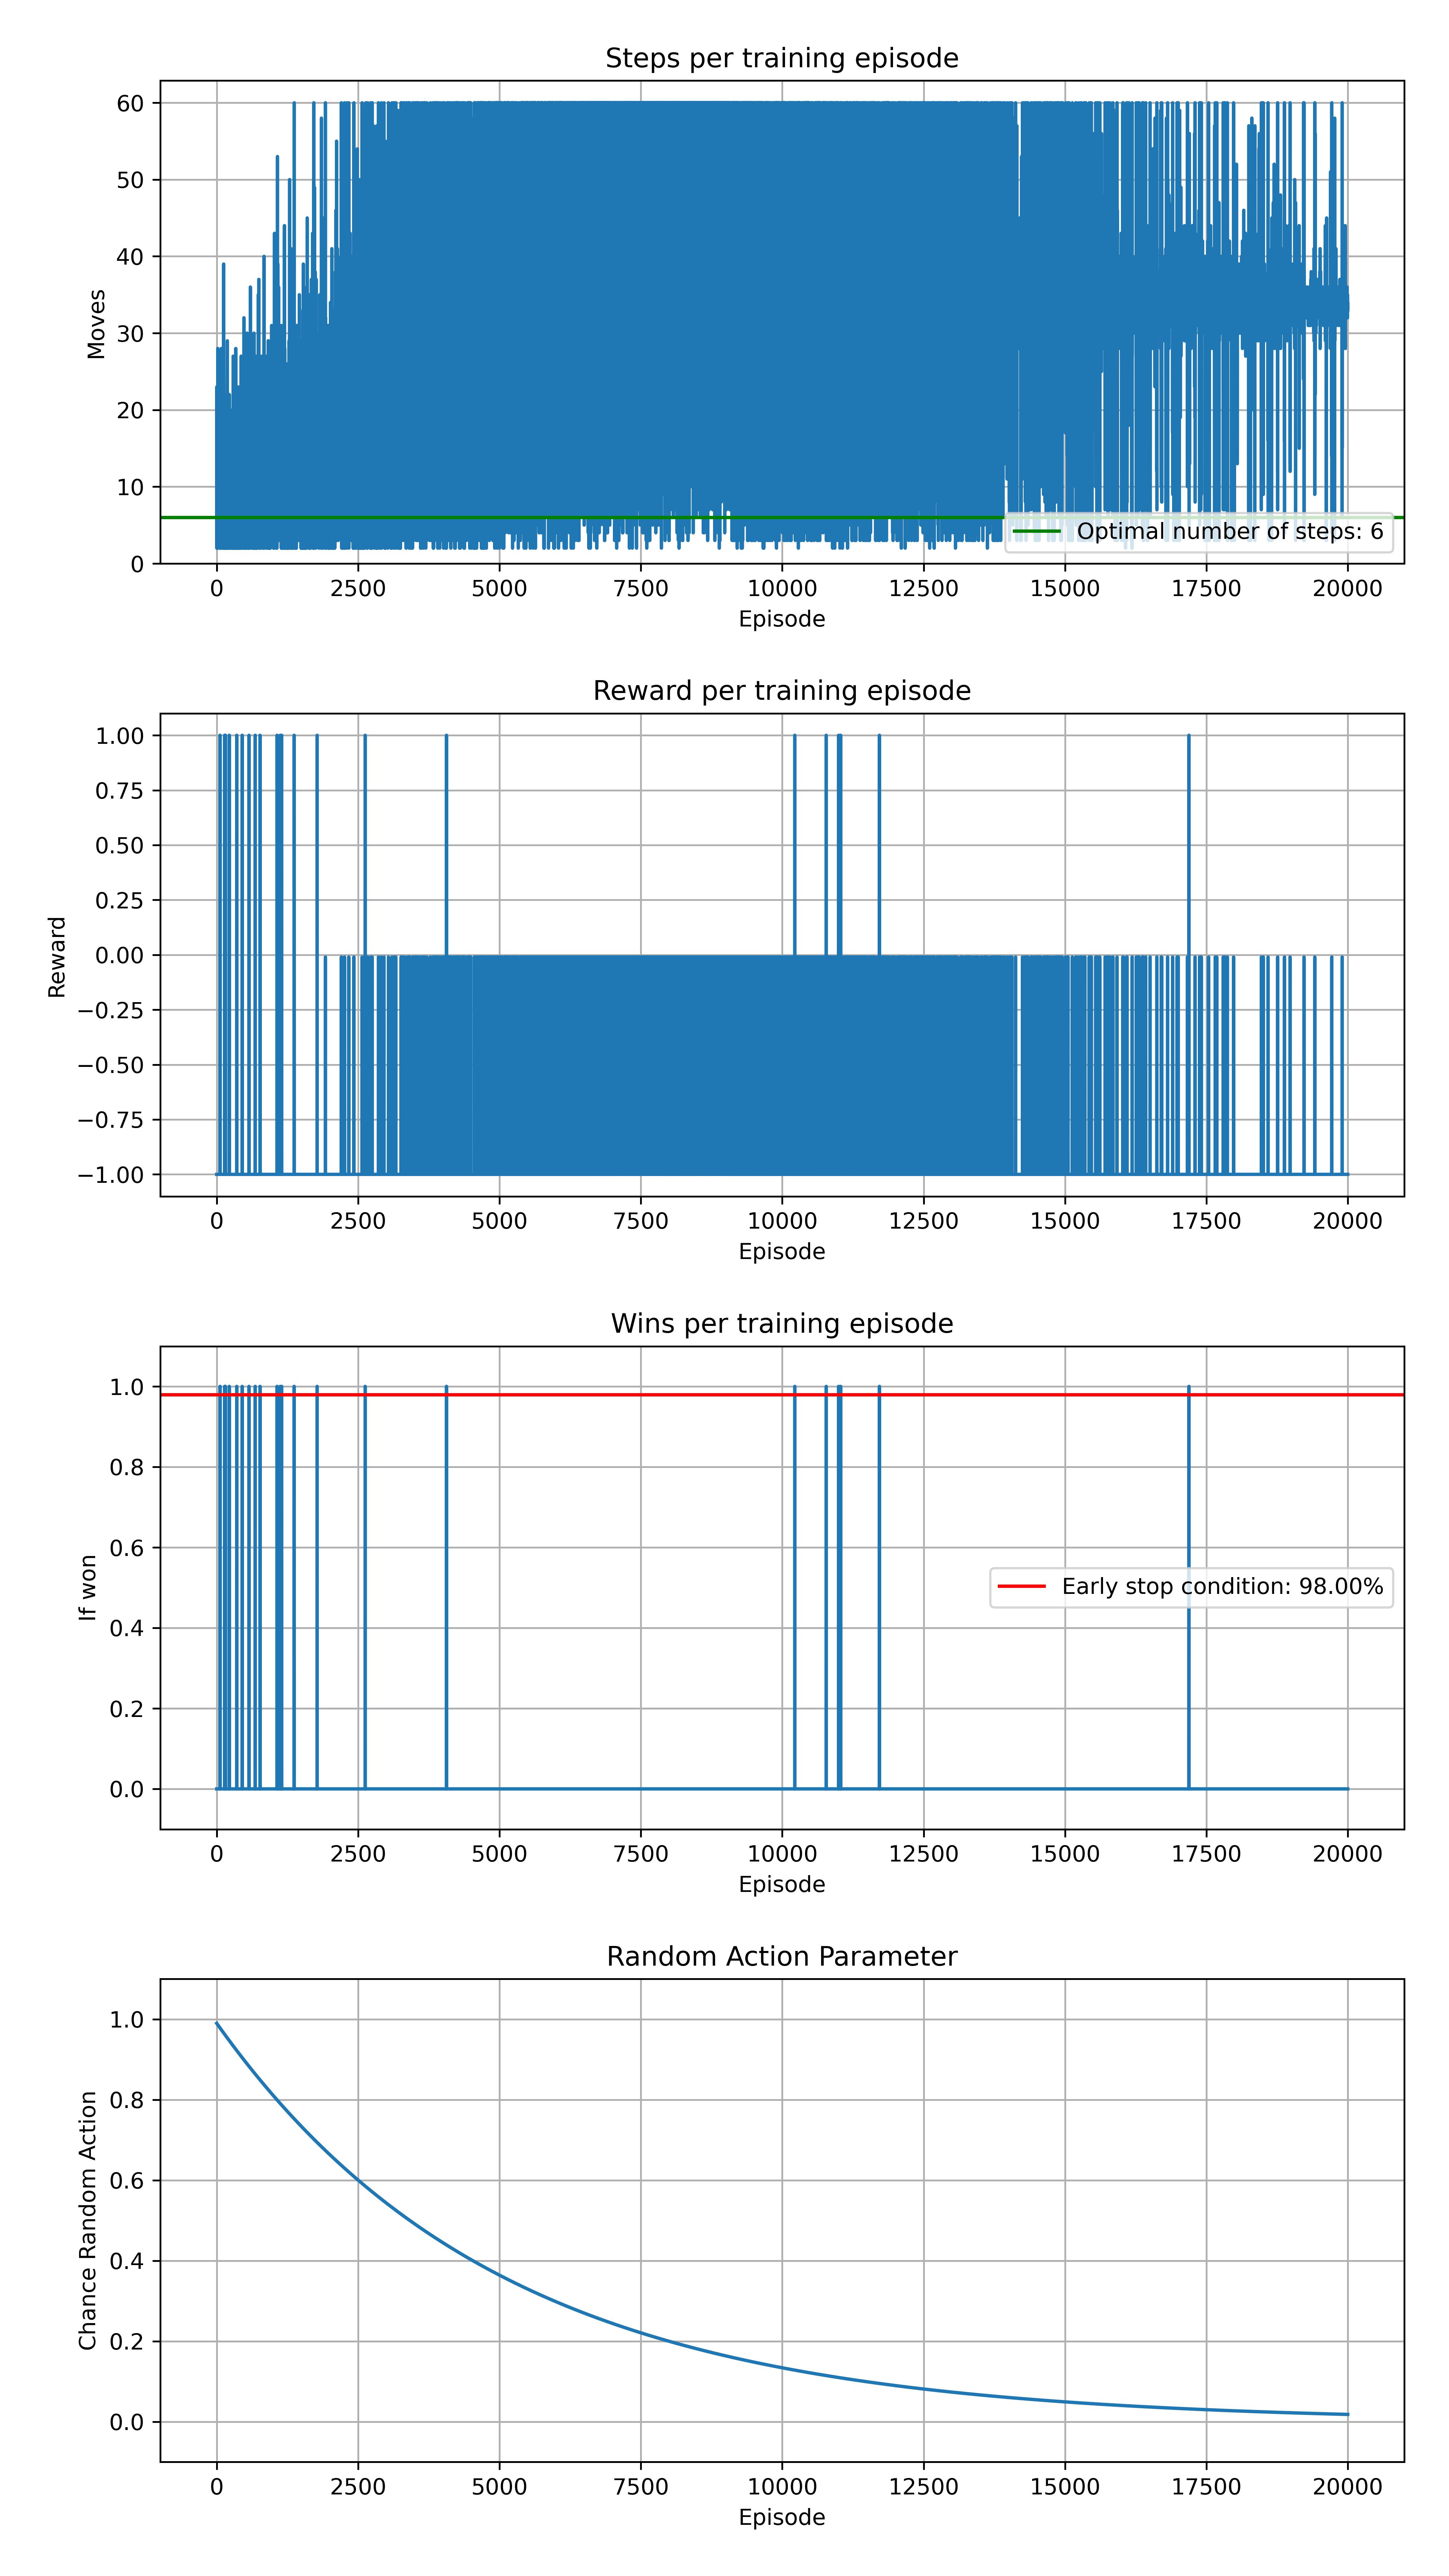 Steps per training episode
60
50
40
30
20
10
0
Moves
Optimal number of steps: 6
0 2500 5000 7500 10000 12500 15000 17500 20000
Episode
Reward per training episode
1.00
0.75
0.50
0.25
0.00
−0.25
−0.50
−0.75
−1.00
Reward
0 2500 5000 7500 10000 12500 15000 17500 20000
Episode
Wins per training episode
1.0
0.8
0.6
0.4
0.2
0.0
If won
Early stop condition: 98.00%
0 2500 5000 7500 10000 12500 15000 17500 20000
Episode
Random Action Parameter
1.0
0.8
0.6
0.4
0.2
0.0
Chance Random Action
0 2500 5000 7500 10000 12500 15000 17500 20000
Episode